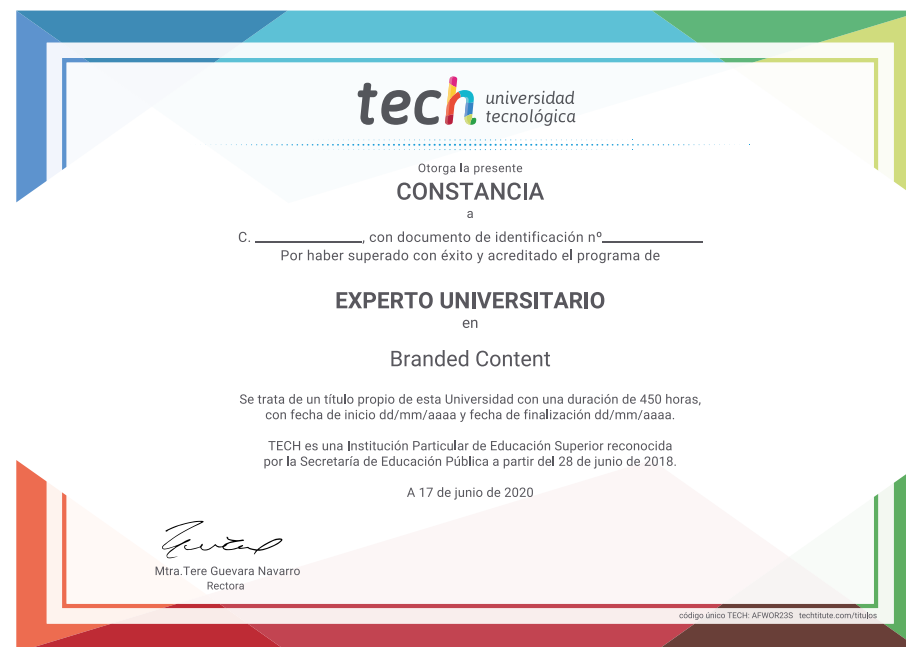 tech universidad
tecnológica
Otorga la presente
CONSTANCIA
a
C. ____________, con documento de identificación nº____________
Por haber superado con éxito y acreditado el programa de
EXPERTO UNIVERSITARIO
en
Branded Content
Se trata de un título propio de esta Universidad con una duración de 450 horas,
con fecha de inicio dd/mm/aaaa y fecha de finalización dd/mm/aaaa.
TECH es una Institución Particular de Educación Superior reconocida
por la Secretaría de Educación Pública a partir del 28 de junio de 2018.
A 17 de junio de 2020
Mtra.Tere Guevara Navarro
Rectora
código único TECH: AFWOR23S techtitute.com/títulos